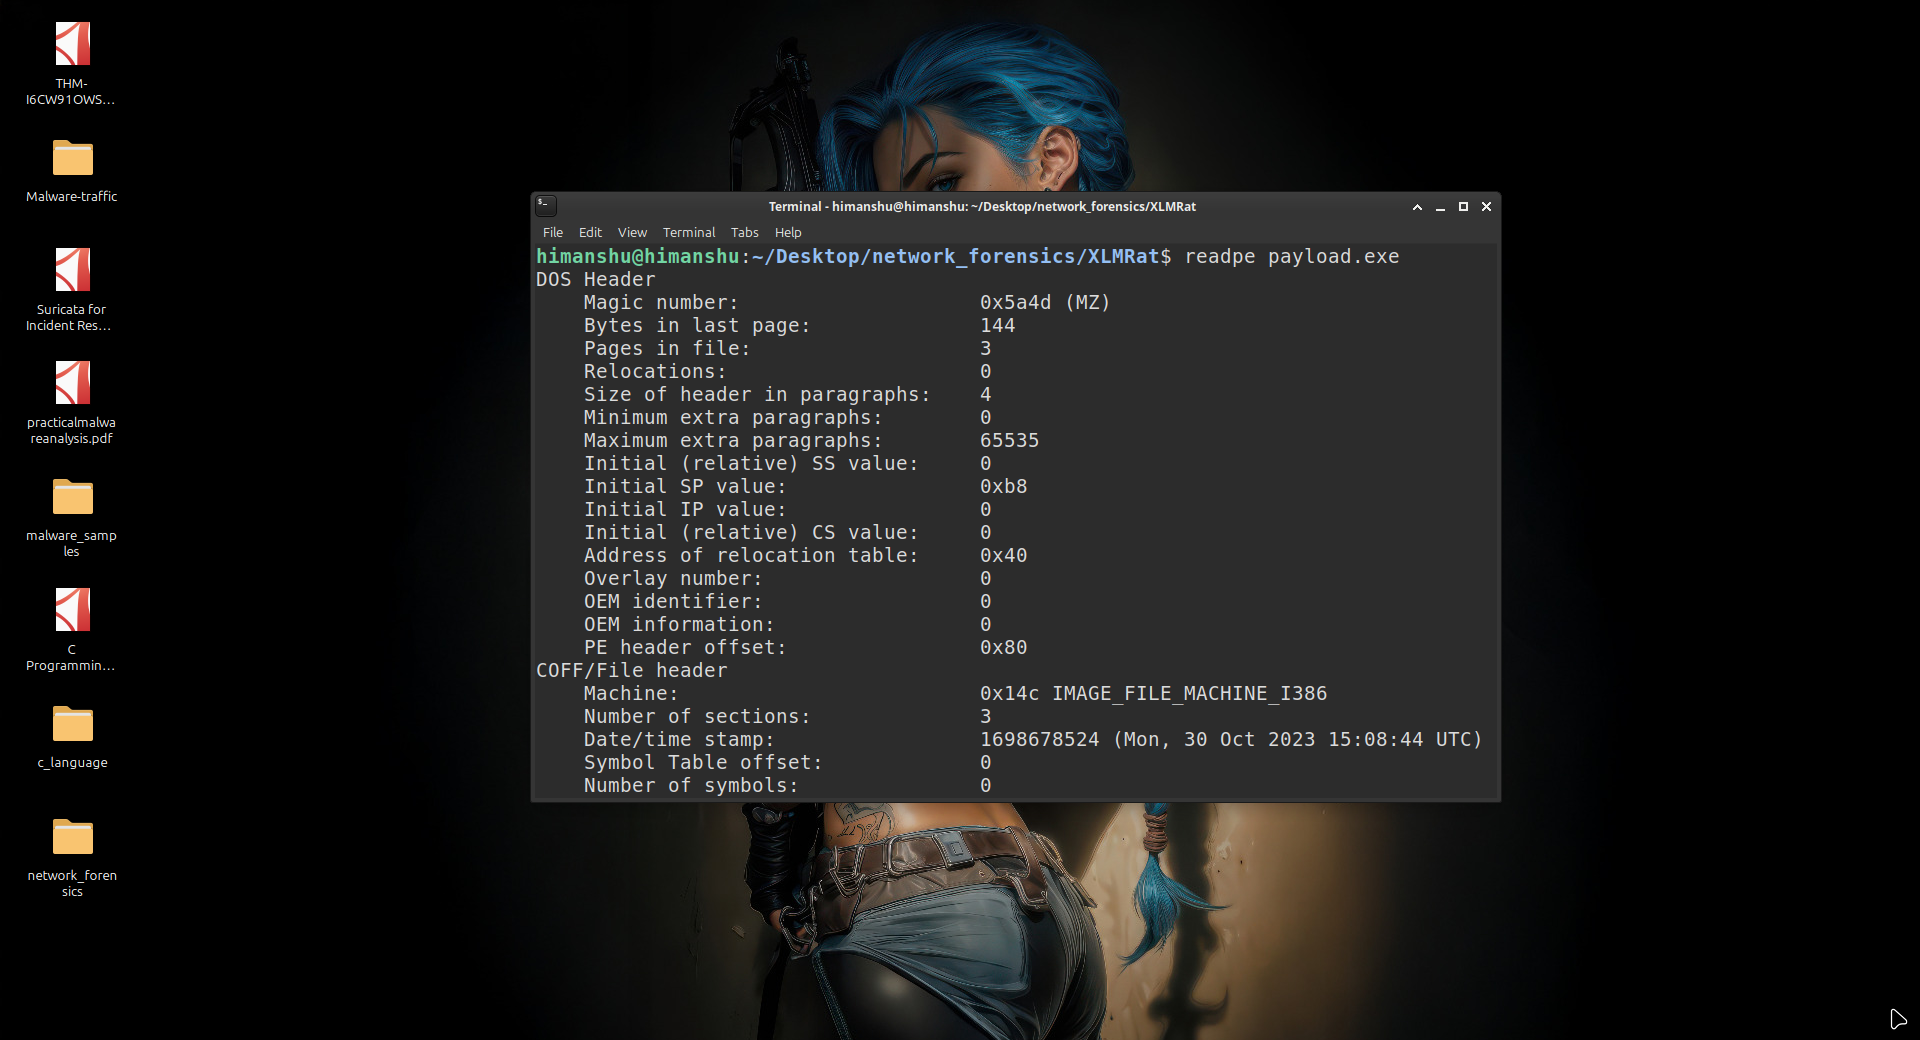 THM-
I6CW91OWS...
Malware-traffic
Suricata for
Incident Res...
practicalmalwa
reanalysis.pdf
malware_samp
les
C
Programmin...
c_language
network_foren
sics
Terminal - himanshu@himanshu: ~/Desktop/network_forensics/XLMRat
File Edit View Terminal Tabs Help
himanshu@himanshu:~/Desktop/network_forensics/XLMRat$ readpe payload.exe
DOS Header
Magic number: 0x5a4d (MZ)
Bytes in last page: 144
Pages in file: 3
Relocations: 0
Size of header in paragraphs: 4
Minimum extra paragraphs: 0
Maximum extra paragraphs: 65535
Initial (relative) SS value: 0
Initial SP value: 0xb8
Initial IP value: 0
Initial (relative) CS value: 0
Address of relocation table: 0x40
Overlay number: 0
OEM identifier: 0
OEM information: 0
PE header offset: 0x80
COFF/File header
Machine: 0x14c IMAGE_FILE_MACHINE_I386
Number of sections: 3
Date/time stamp: 1698678524 (Mon, 30 Oct 2023 15:08:44 UTC)
Symbol Table offset: 0
Number of symbols: 0